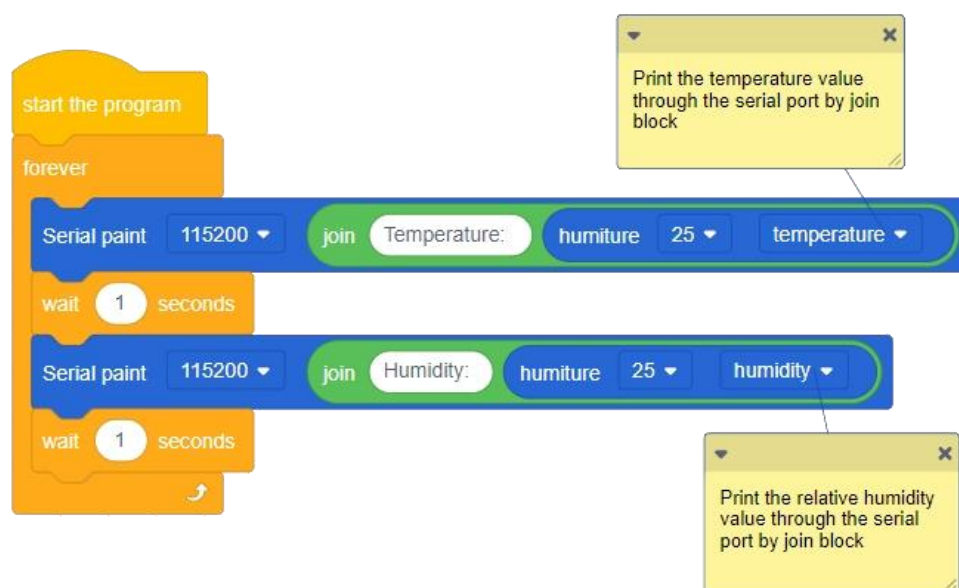 Print the temperature value
through the serial port by join
block
start the program
forever
Serial paint 115200 join Temperature: humiture 25 temperature
wait 1 seconds
Serial paint 115200 join Humidity: humiture 25 humidity
wait 1 seconds
Print the relative humidity
value through the serial
port by join block